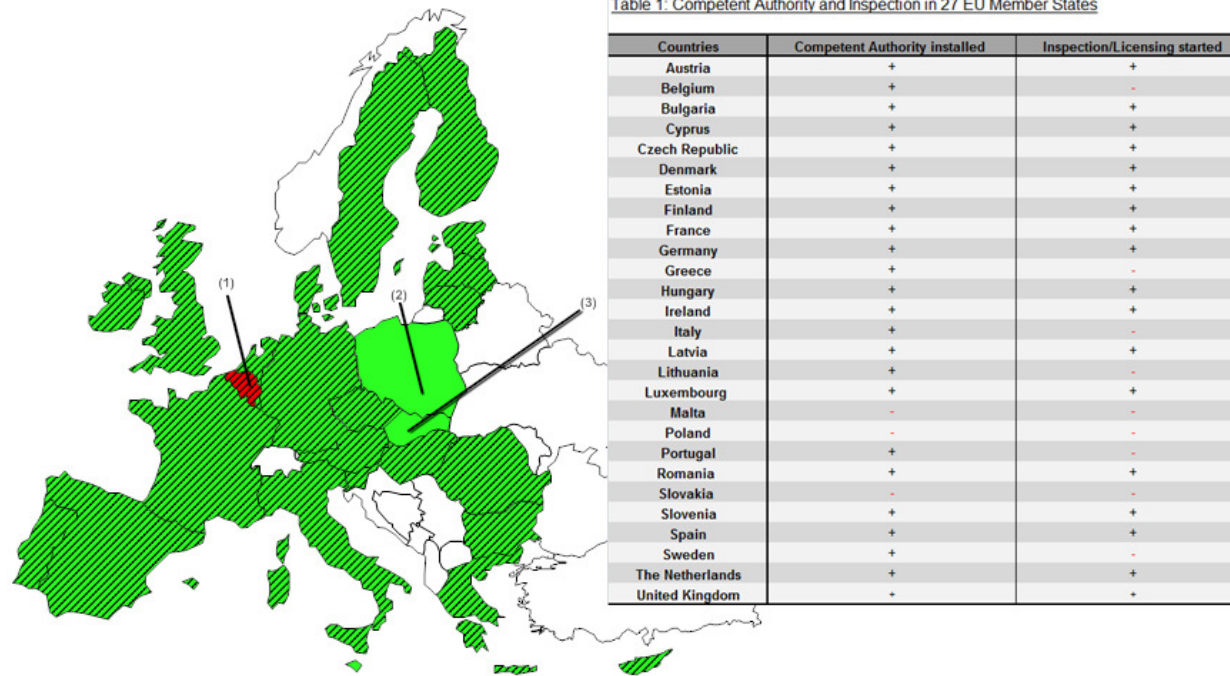 Table 1: Competent Authority and Inspection in 27 EU Member States
Countries Competent Authority installed Inspection/Licensing started
Austria + +
Belgium + -
Bulgaria + +
Cyprus + +
Czech Republic + +
Denmark + +
Estonia + +
Finland + +
France + +
Germany + +
Greece + -
Hungary + +
Ireland + +
Italy + -
Latvia + +
Lithuania + -
Luxembourg + +
Malta - -
Poland - -
Portugal + -
Romania + +
Slovakia - -
Slovenia + +
Spain + +
Sweden + -
The Netherlands + +
United Kingdom + +
(1)
(2)
(3)